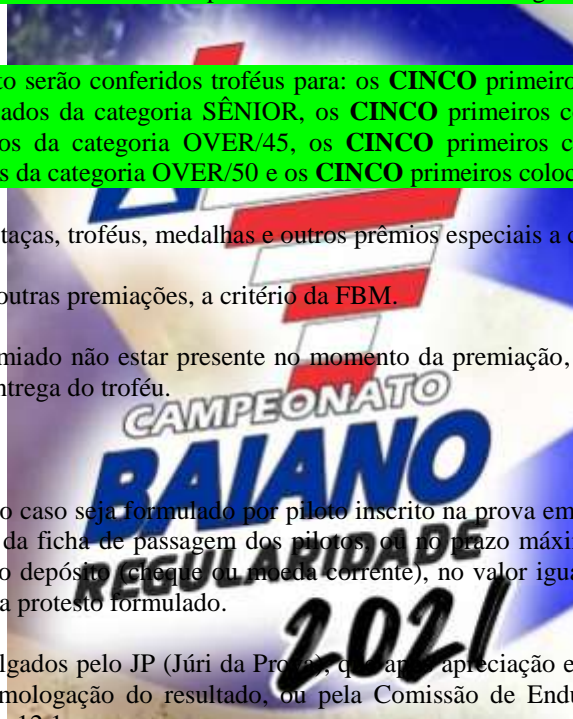 to serão conferidos troféus para: os CINCO primeiro
ados da categoria SÊNIOR, os CINCO primeiros c
os da categoria OVER/45, os CINCO primeiros c
s da categoria OVER/50 e os CINCO primeiros coloc
taças, troféus, medalhas e outros prêmios especiais a c
outras premiações, a critério da FBM.
miado não estar presente no momento da premiação,
ntrega do troféu.
CAMPEONATO
BAIANO
REGULARIDADE
2021
o caso seja formulado por piloto inscrito na prova em
da ficha de passagem dos pilotos, ou no prazo máxi
o depósito (cheque ou moeda corrente), no valor igua
a protesto formulado.
lgados pelo JP (Júri da Prova), que após apreciação e
mologação do resultado, ou pela Comissão de Endu